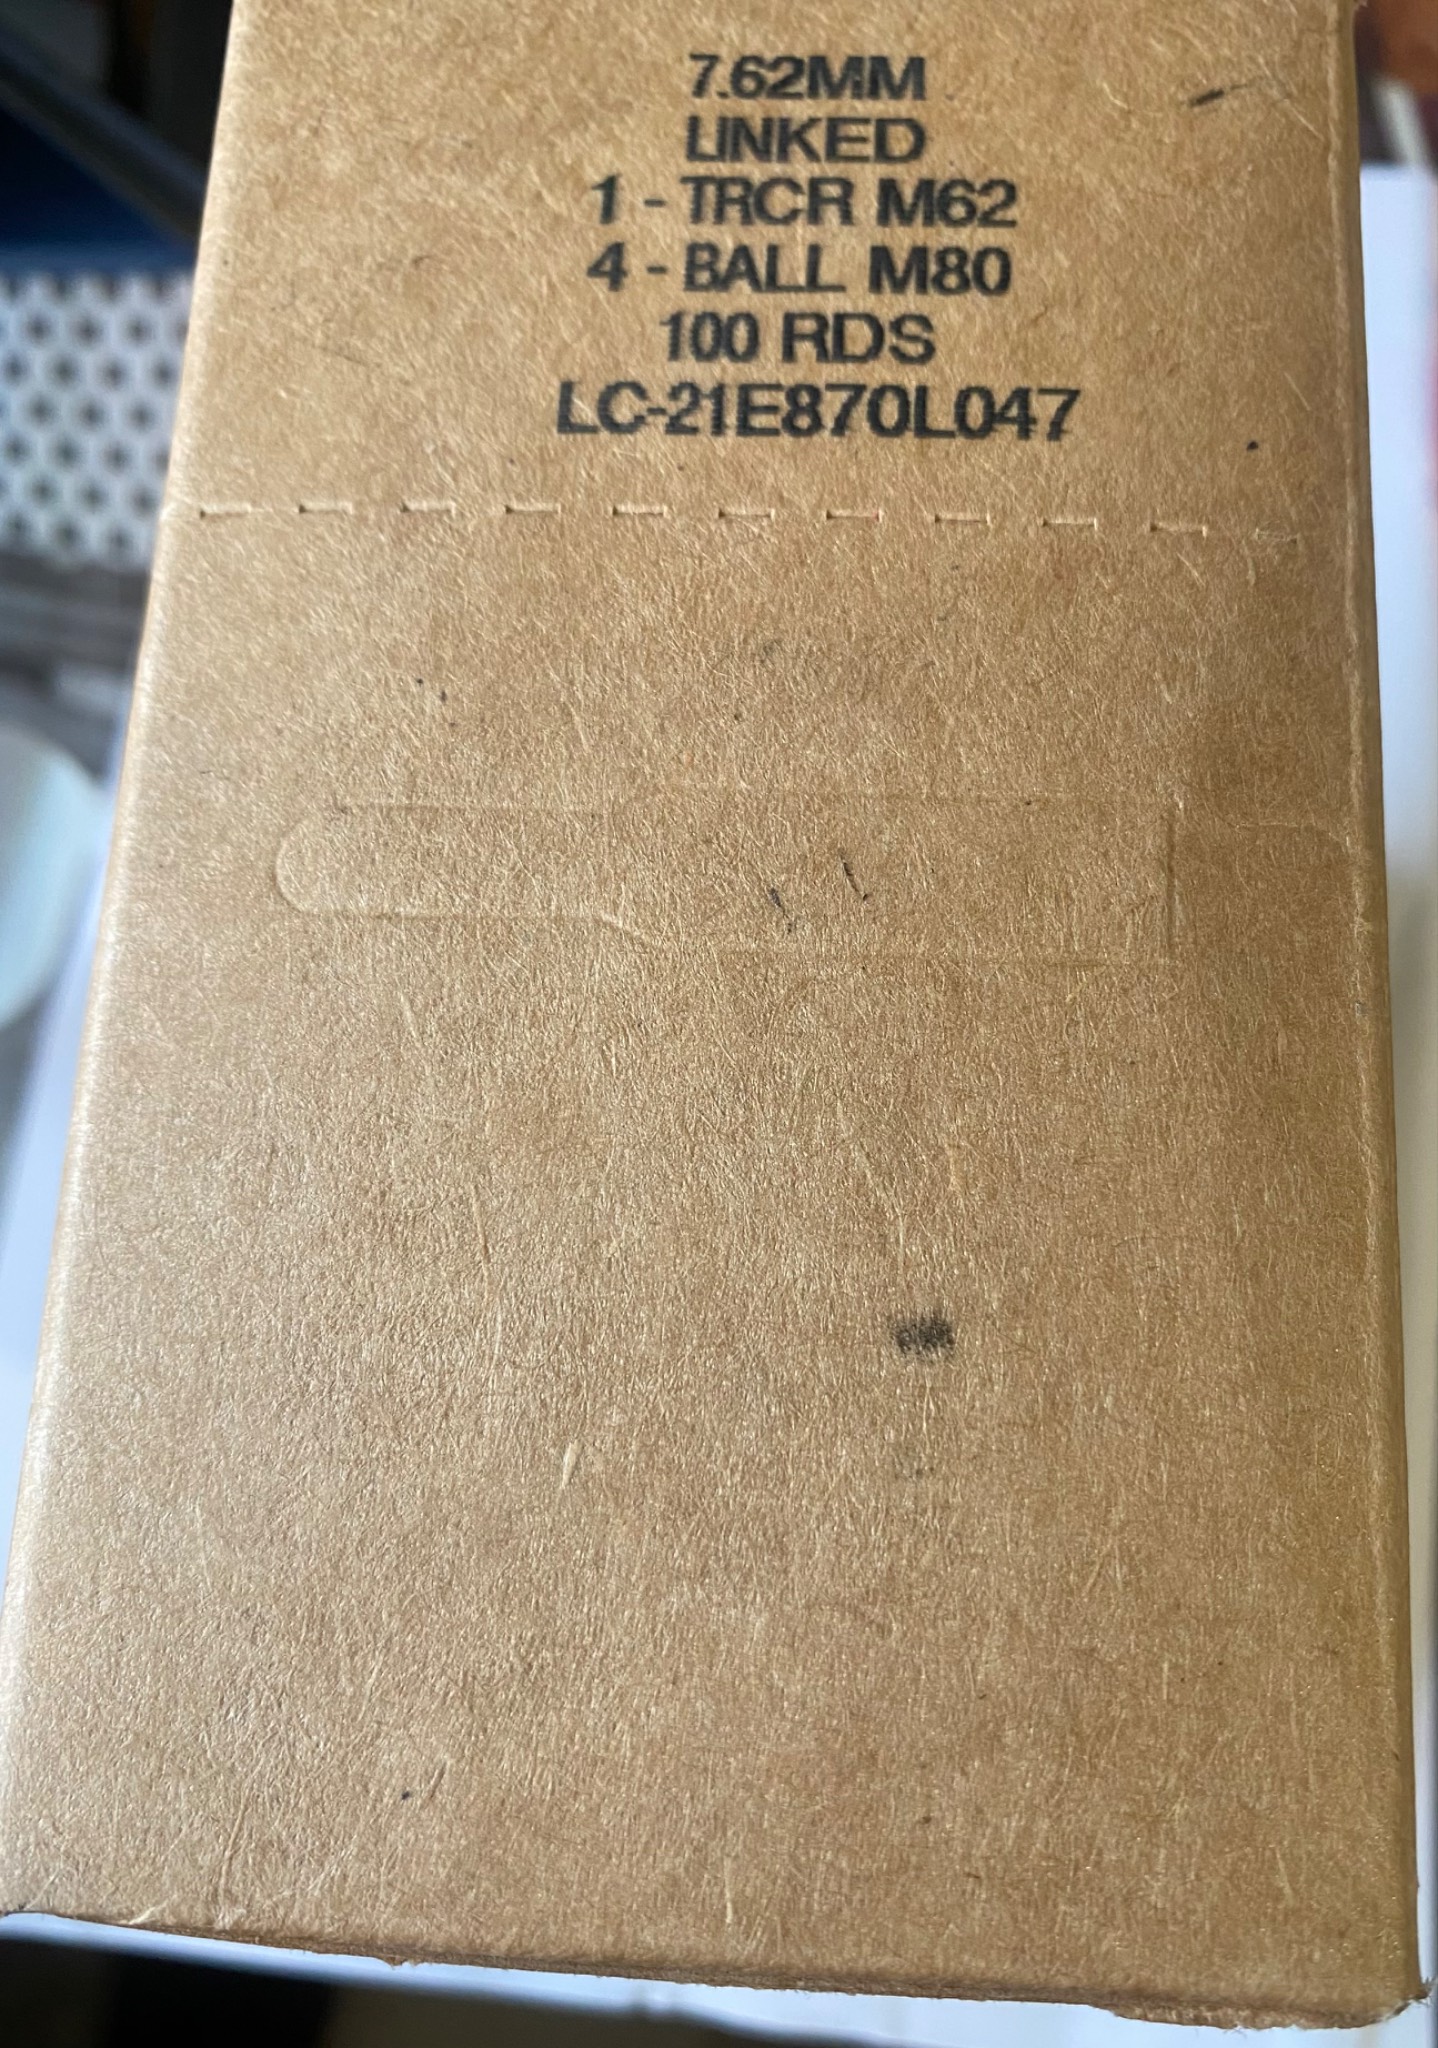 7.62MM
LINKED
1 - TRCR M62
4 - BALL M80
100 RDS
LC-21E870L047